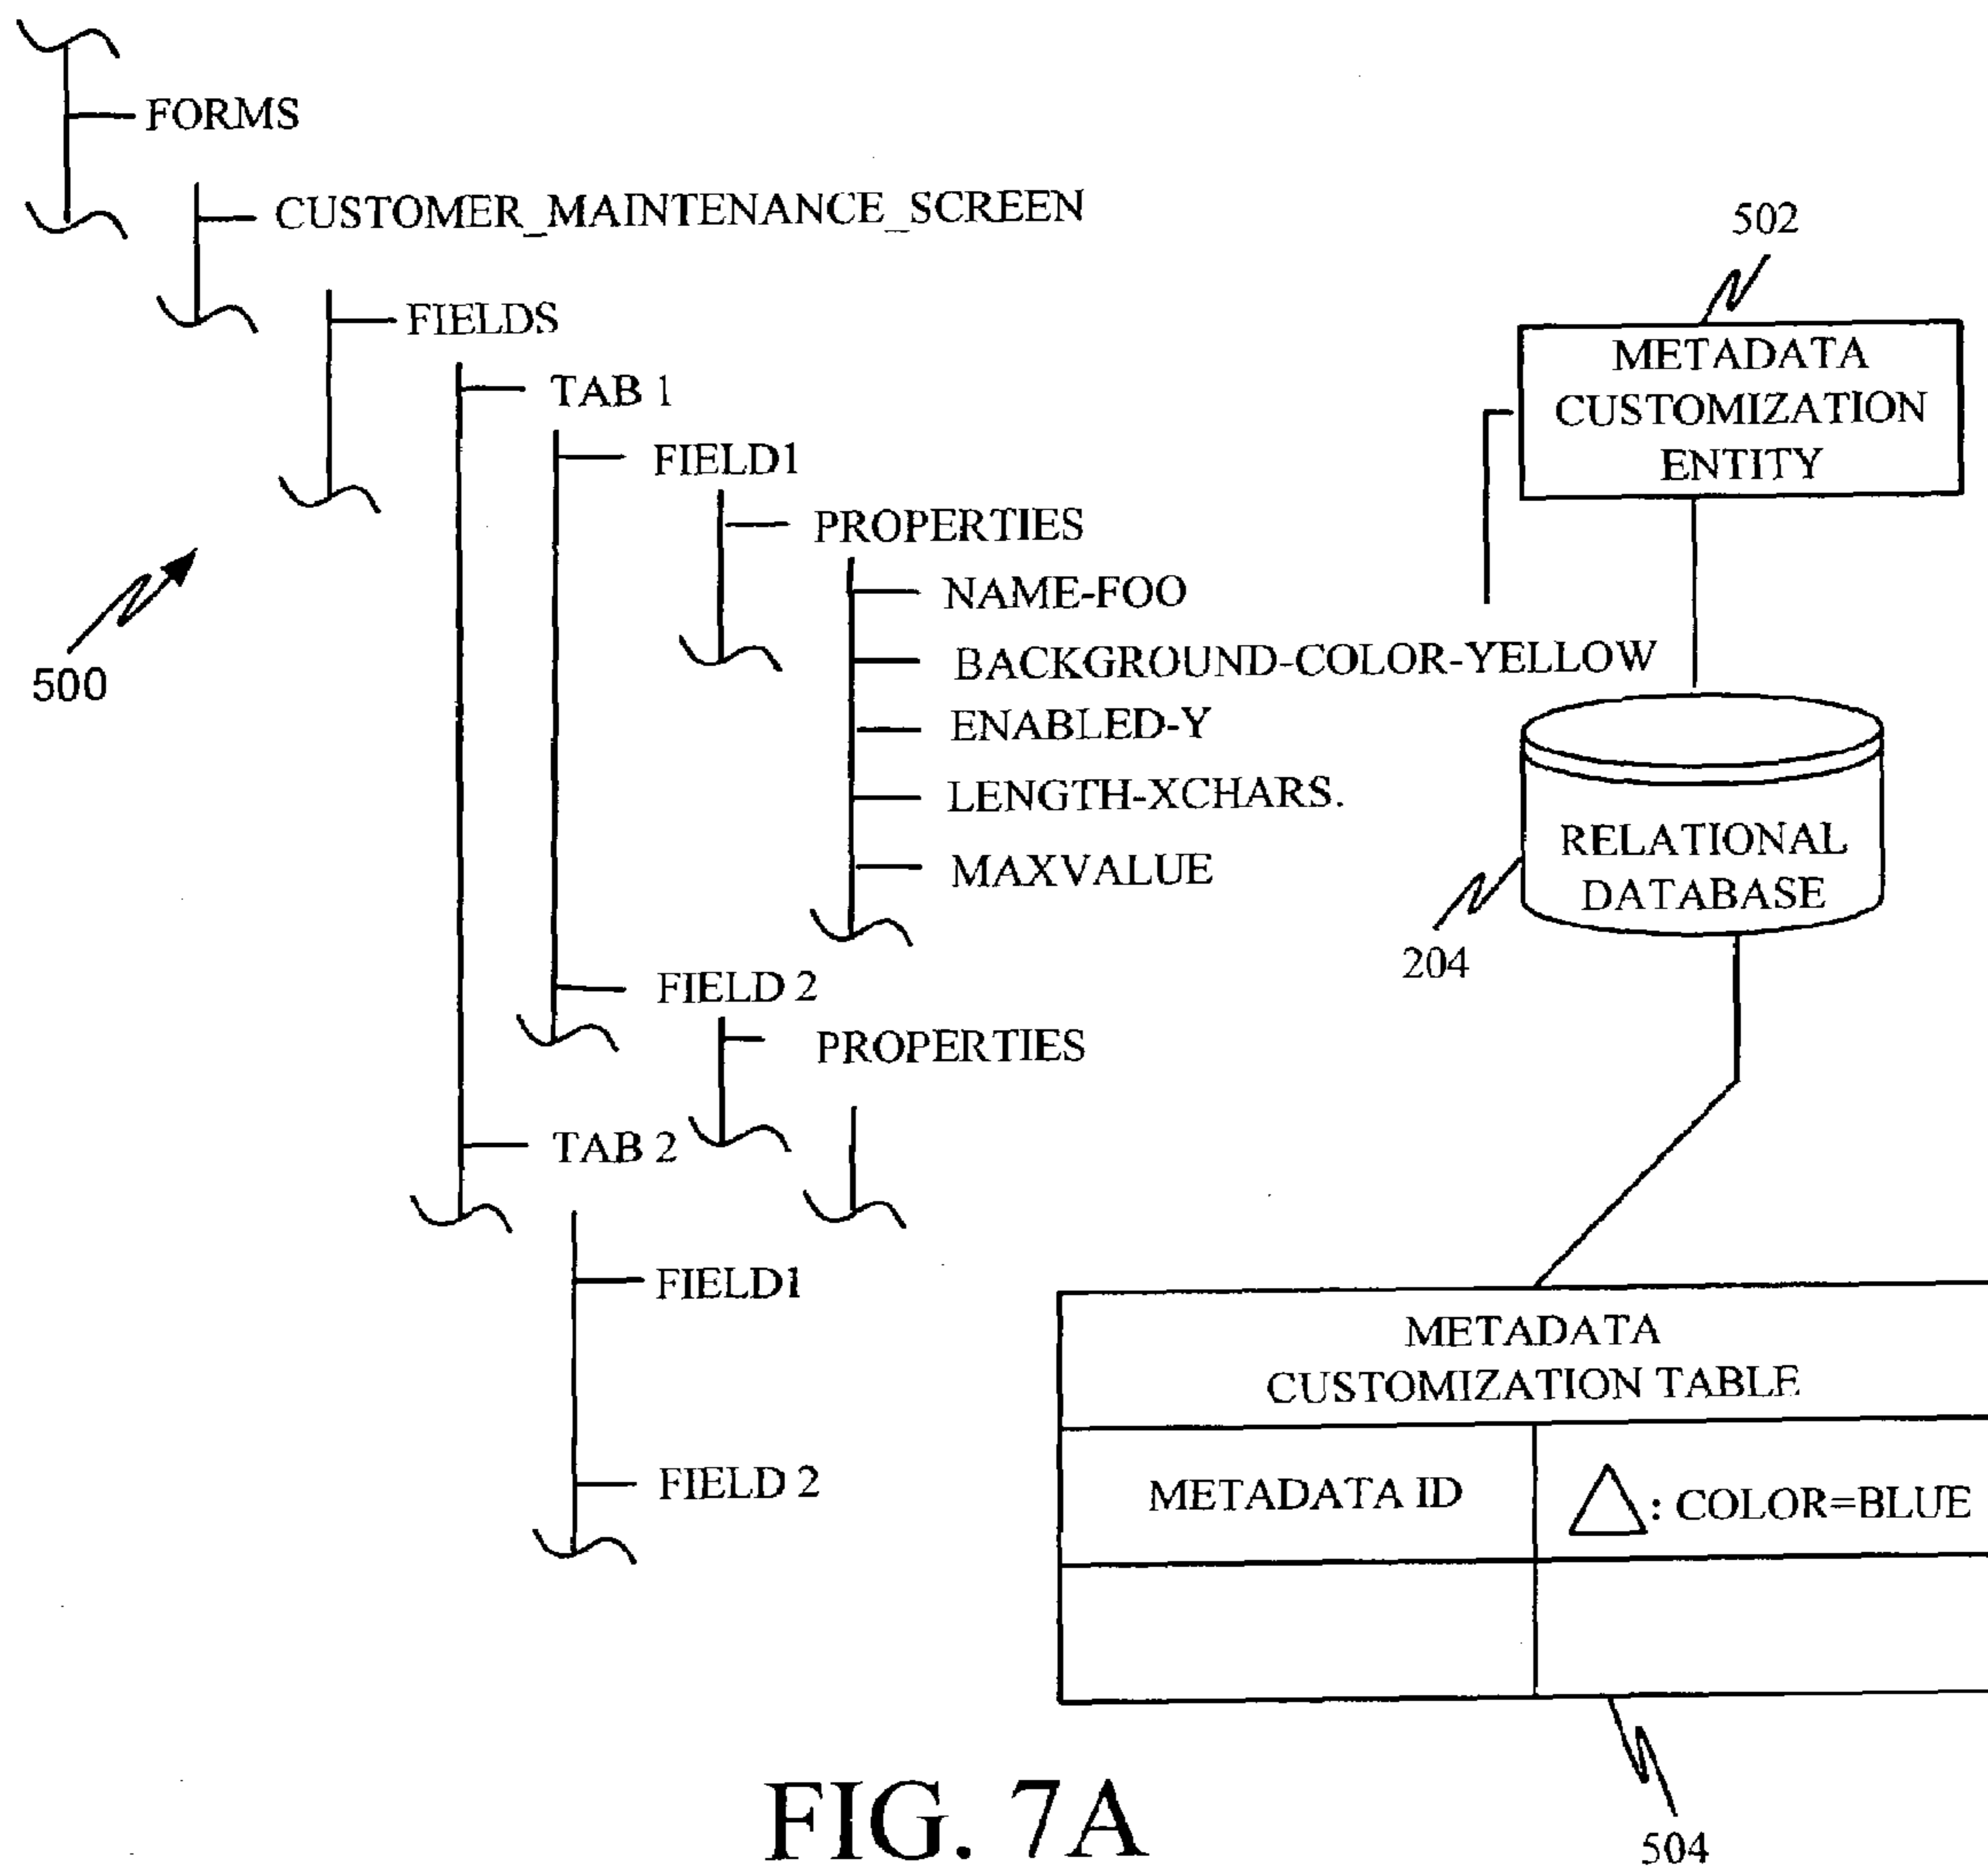 FORMS
CUSTOMER_MAINTENANCE_SCREEN
FIELDS
TAB 1
FIELD1
PROPERTIES
NAME-FOO
BACKGROUND-COLOR-YELLOW
ENABLED-Y
LENGTH-XCHARS.
MAXVALUE
FIELD 2
PROPERTIES
TAB 2
FIELD1
FIELD 2
500
502
METADATA
CUSTOMIZATION
ENTITY
RELATIONAL
DATABASE
204
METADATA
CUSTOMIZATION TABLE
METADATA ID
△: COLOR=BLUE
504
FIG. 7A